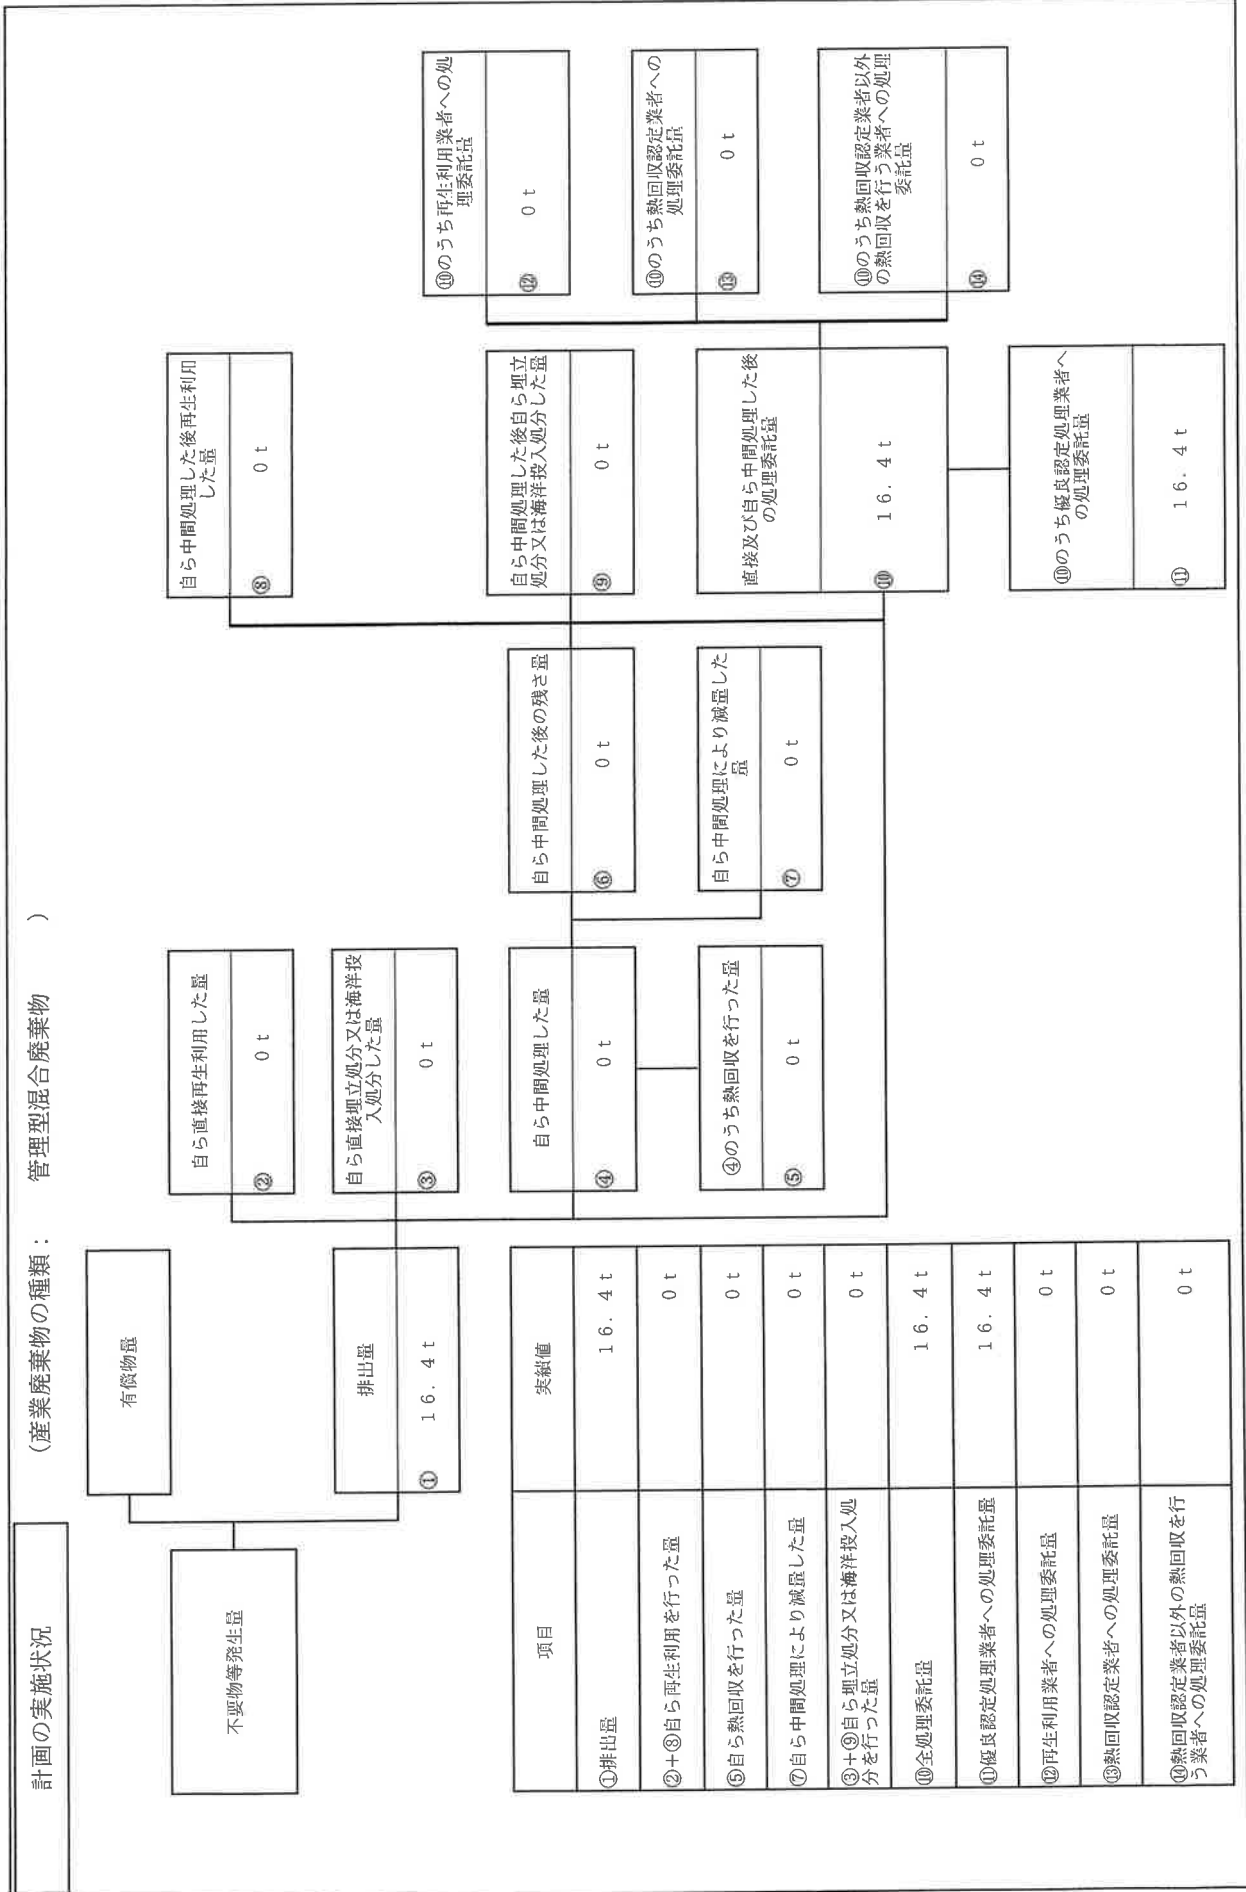 計画の実施状況
（産業廃棄物の種類： 管理型混合廃棄物 ）
不要物等発生量
有償物量
排出量
① 16.4t
自ら直接再生利用した量
② 0t
自ら直接埋立処分又は海洋投
入処分した量
③ 0t
自ら中間処理した量
④ 0t
④のうち熱回収を行った量
⑤ 0t
自ら中間処理した後の残さ量
⑥ 0t
自ら中間処理により減量した
量
⑦ 0t
自ら中間処理した後再生利用
した量
⑧ 0t
自ら中間処理した後自ら埋立
処分又は海洋投入処分した量
⑨ 0t
直接及び自ら中間処理した後
の処理委託量
⑩ 16.4t
⑩のうち優良認定処理業者へ
の処理委託量
⑪ 16.4t
⑩のうち再生利用業者への処
理委託量
⑫ 0t
⑩のうち熱回収認定業者への
処理委託量
⑬ 0t
⑩のうち熱回収認定業者以外
の熱回収を行う業者への処理
委託量
⑭ 0t
項目 実績値
①排出量 16.4t
②+⑧自ら再生利用を行った量 0t
⑤自ら熱回収を行った量 0t
⑦自ら中間処理により減量した量 0t
③+⑨自ら埋立処分又は海洋投入処
分を行った量 0t
⑩全処理委託量 16.4t
⑪優良認定処理業者への処理委託量 16.4t
⑫再生利用業者への処理委託量 0t
⑬熱回収認定業者への処理委託量 0t
⑭熱回収認定業者以外の熱回収を行
う業者への処理委託量 0t